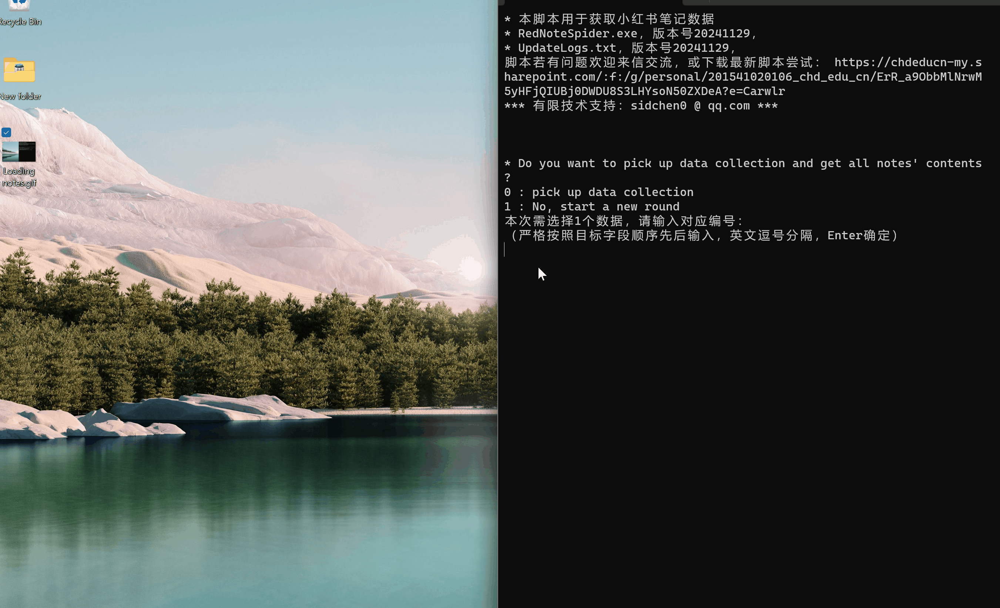 Recycle Bin
New folder
Loading
notes.gif
* 本脚本用于获取小红书笔记数据
* RedNoteSpider.exe, 版本号20241129,
* UpdateLogs.txt, 版本号20241129,
脚本若有问题欢迎来信交流, 或下载最新脚本尝试: https://chdeducn-my.s
harepoint.com/:f:/g/personal/201541020106_chd_edu_cn/ErR_a9ObbMlNrwM
5yHFjQIUBj0DWDU8S3LHYsoN50ZXDeA?e=Carwlr
*** 有限技术支持: sidchen0 @ qq.com ***
* Do you want to pick up data collection and get all notes' contents
?
0 : pick up data collection
1 : No, start a new round
本次需选择1个数据, 请输入对应编号:
(严格按照目标字段顺序先后输入, 英文逗号分隔, Enter确定)